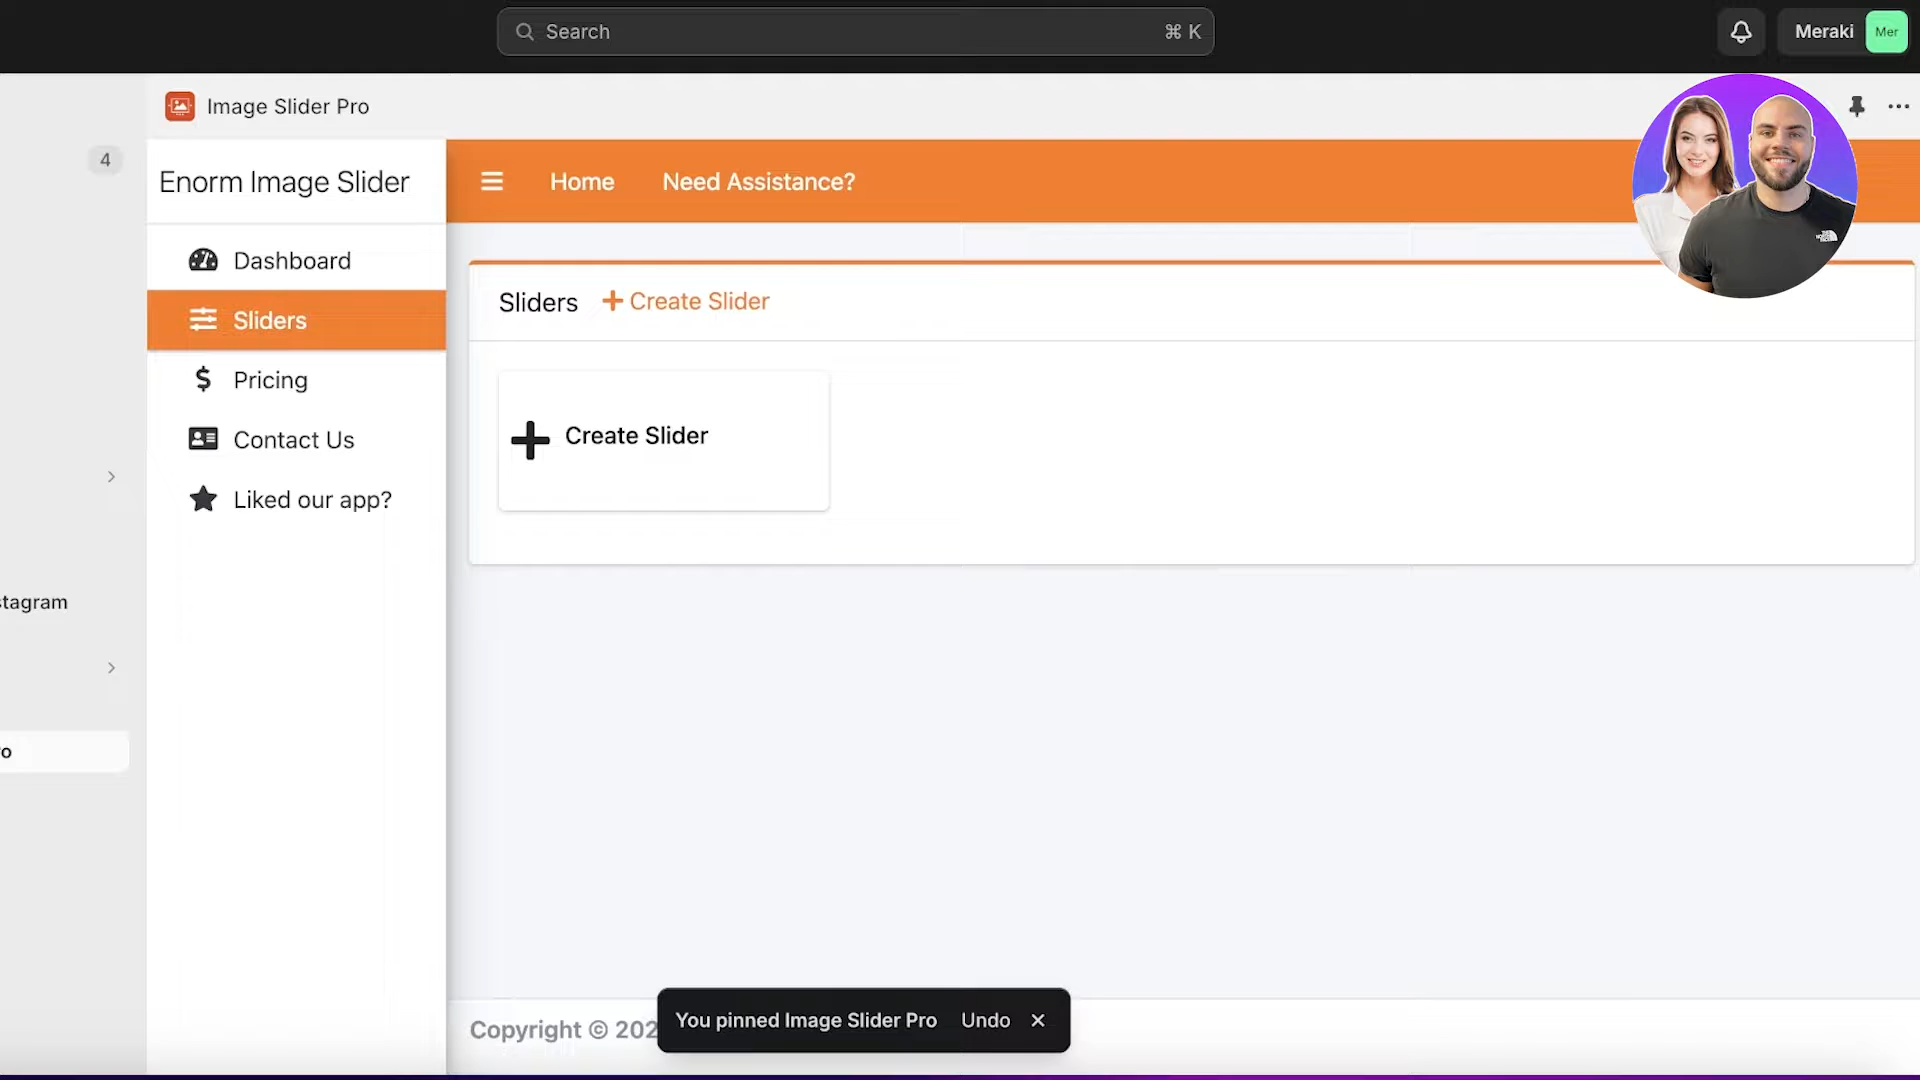 Search
⌘ K
Meraki
Mer
Image Slider Pro
4
Enorm Image Slider
Home
Need Assistance?
Dashboard
Sliders
Pricing
Contact Us
Liked our app?
Sliders
Create Slider
Create Slider
stagram
o
Copyright © 202
You pinned Image Slider Pro
Undo